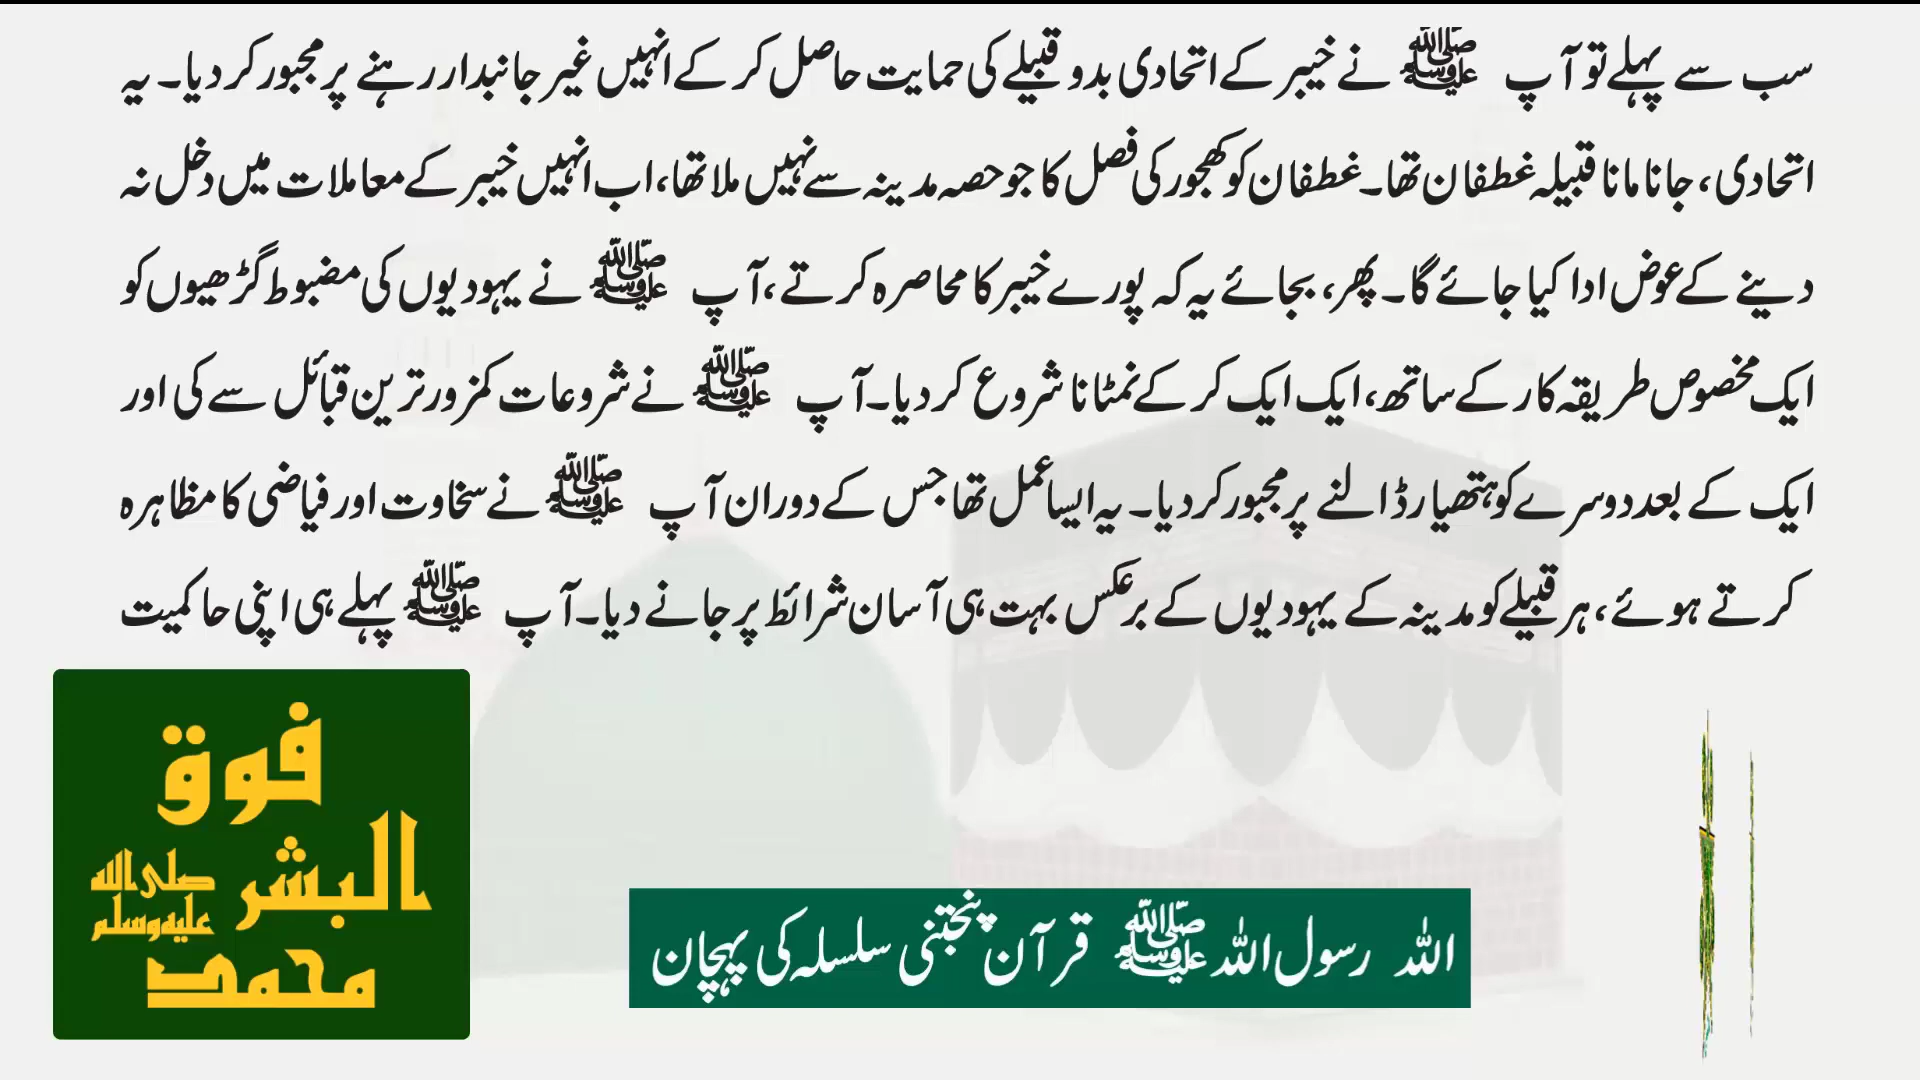 سب سے پہلے تو آپ ﷺ نے خیبر کے اتحادی بدو قبیلے کی حمایت حاصل کر کے انہیں غیر جانبدار رہنے پر مجبور کر دیا۔ یہ
اتحادی، جانا مانا قبیلہ غطفان تھا۔ غطفان کو کھجور کی فصل کا جو حصہ مدینہ سے نہیں ملا تھا، اب انہیں خیبر کے معاملات میں دخل نہ
دینے کے عوض ادا کیا جائے گا۔ پھر، بجائے یہ کہ پورے خیبر کا محاصرہ کرتے، آپ ﷺ نے یہودیوں کی مضبوط گڑھیوں کو
ایک مخصوص طریقہ کار کے ساتھ، ایک ایک کر کے نمٹانا شروع کر دیا۔ آپ ﷺ نے شروعات کمزور ترین قبائل سے کی اور
ایک کے بعد دوسرے کو ہتھیار ڈالنے پر مجبور کر دیا۔ یہ ایسا عمل تھا جس کے دوران آپ ﷺ نے سخاوت اور فیاضی کا مظاہرہ
کرتے ہوئے، ہر قبیلے کو مدینہ کے یہودیوں کے برعکس بہت ہی آسان شرائط پر جانے دیا۔ آپ ﷺ پہلے ہی اپنی حاکمیت
فوق
البشر صلی اللہ علیہ وسلم
محمد
اللہ رسول اللہ ﷺ قرآن پنجتنی سلسلہ کی پہچان